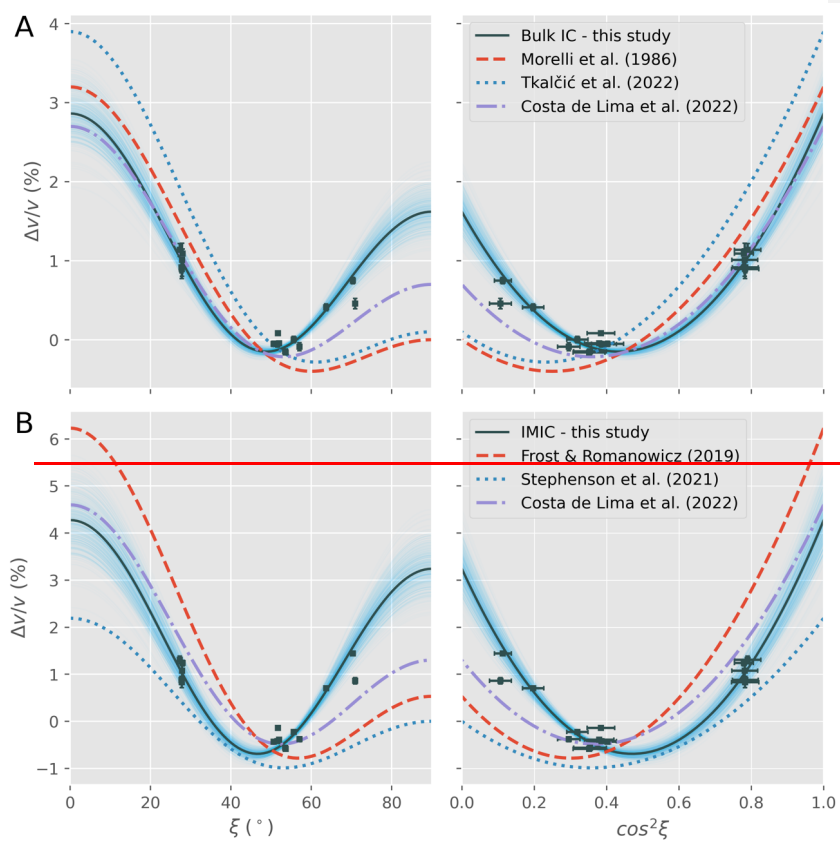 A
4
3
2
1
0
Δv/v (%)
Bulk IC - this study
Morelli et al. (1986)
Tkalčić et al. (2022)
Costa de Lima et al. (2022)
B
6
5
4
3
2
1
0
−1
Δv/v (%)
IMIC - this study
Frost & Romanowicz (2019)
Stephenson et al. (2021)
Costa de Lima et al. (2022)
0 20 40 60 80
0.0 0.2 0.4 0.6 0.8 1.0
ξ (°)
cos²ξ